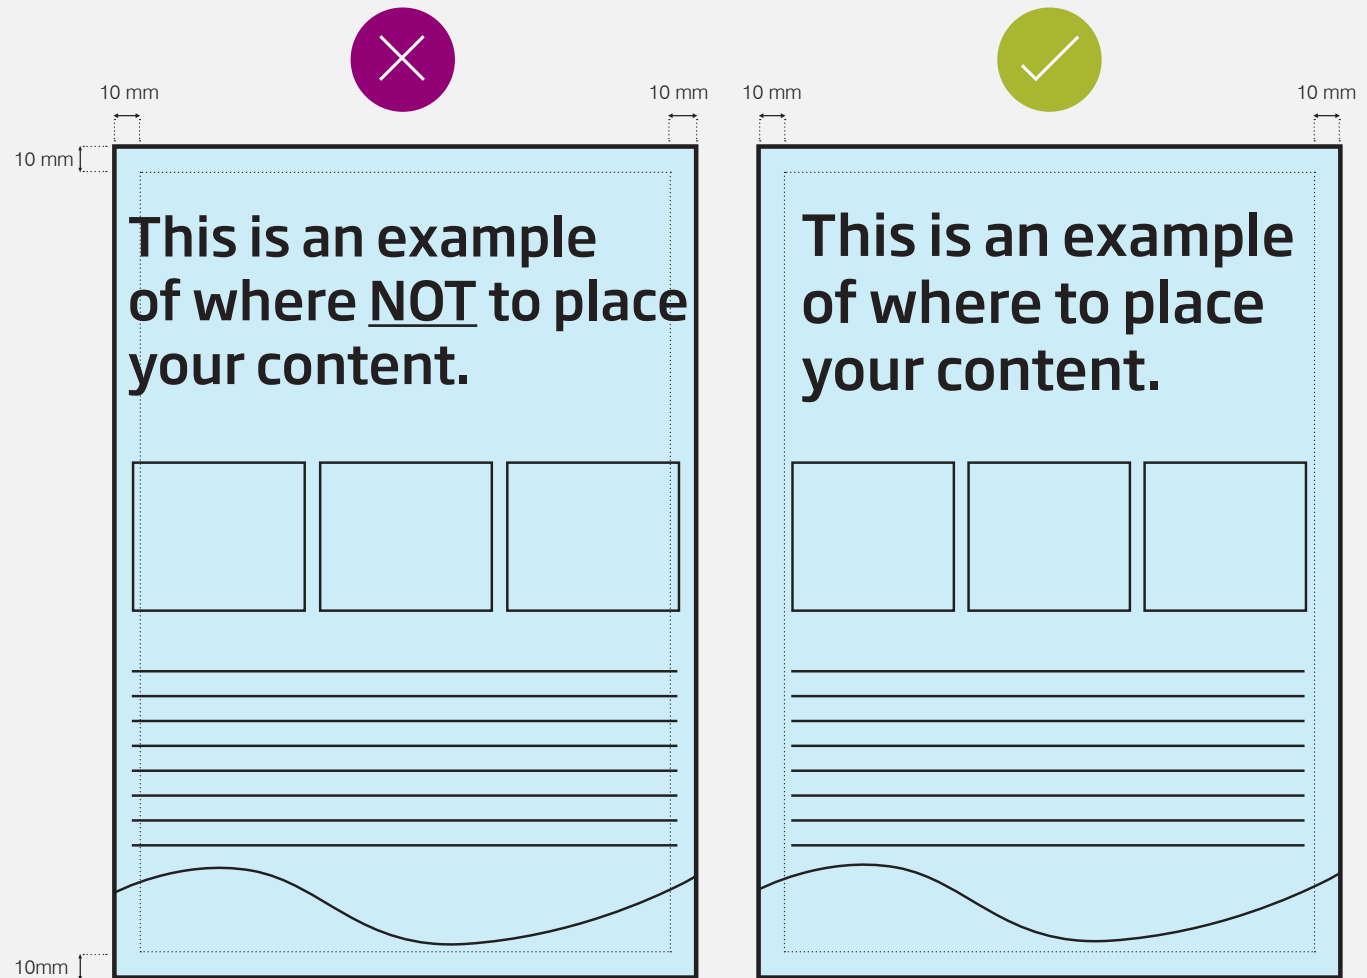 10 mm
10 mm
10 mm
10 mm
10 mm
This is an example
of where NOT to place
your content.
This is an example
of where to place
your content.
10mm